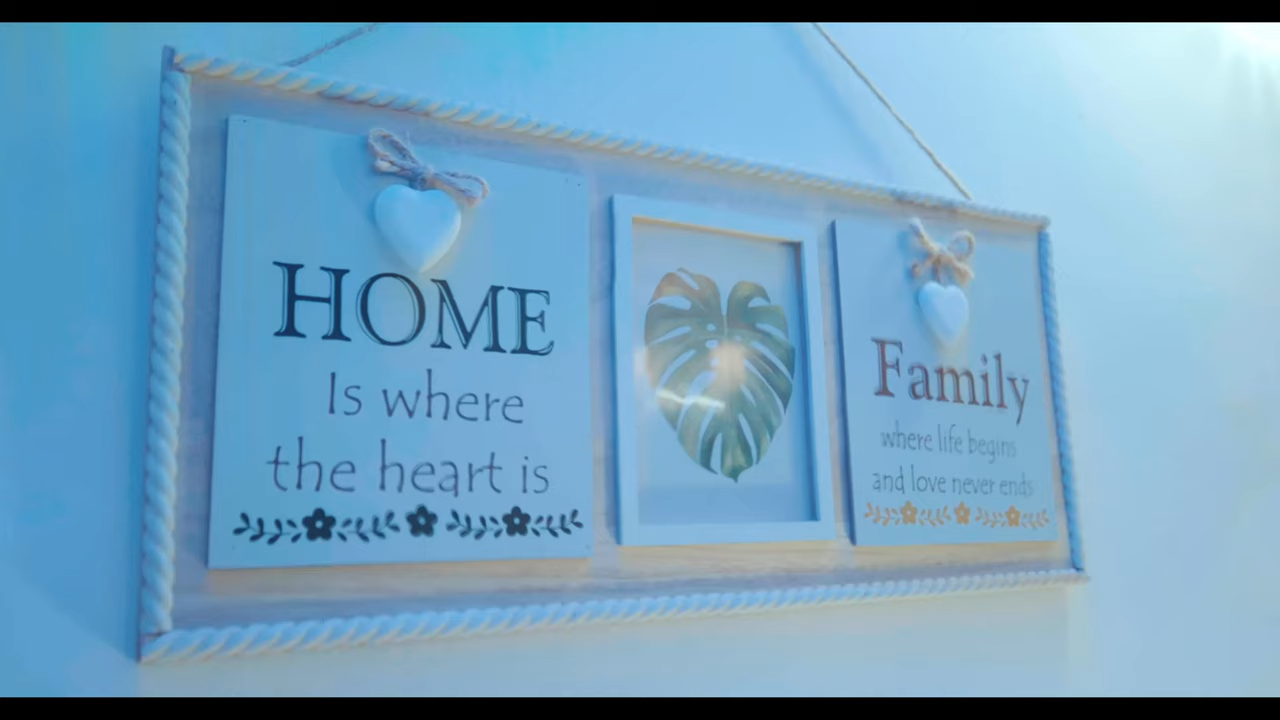 HOME
Is where
the heart is
Family
where life begins
and love never ends